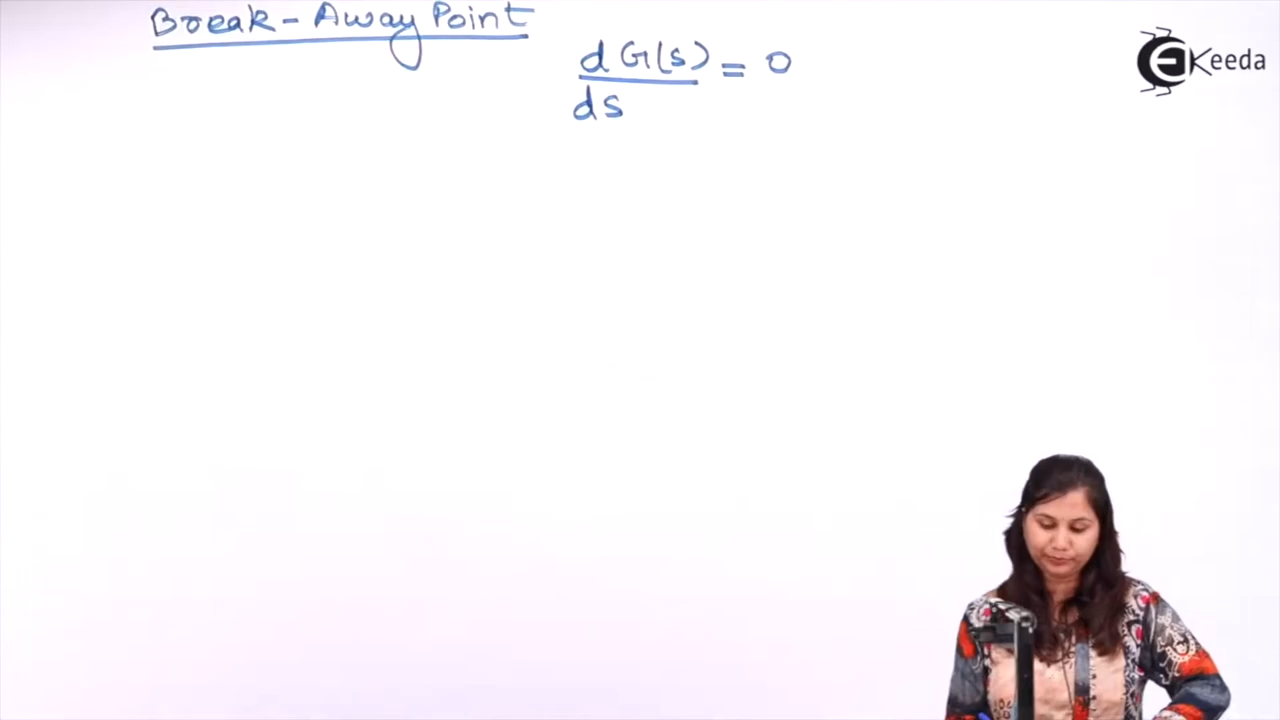 Break-Away Point
d G(s) = 0
ds
EKeeda